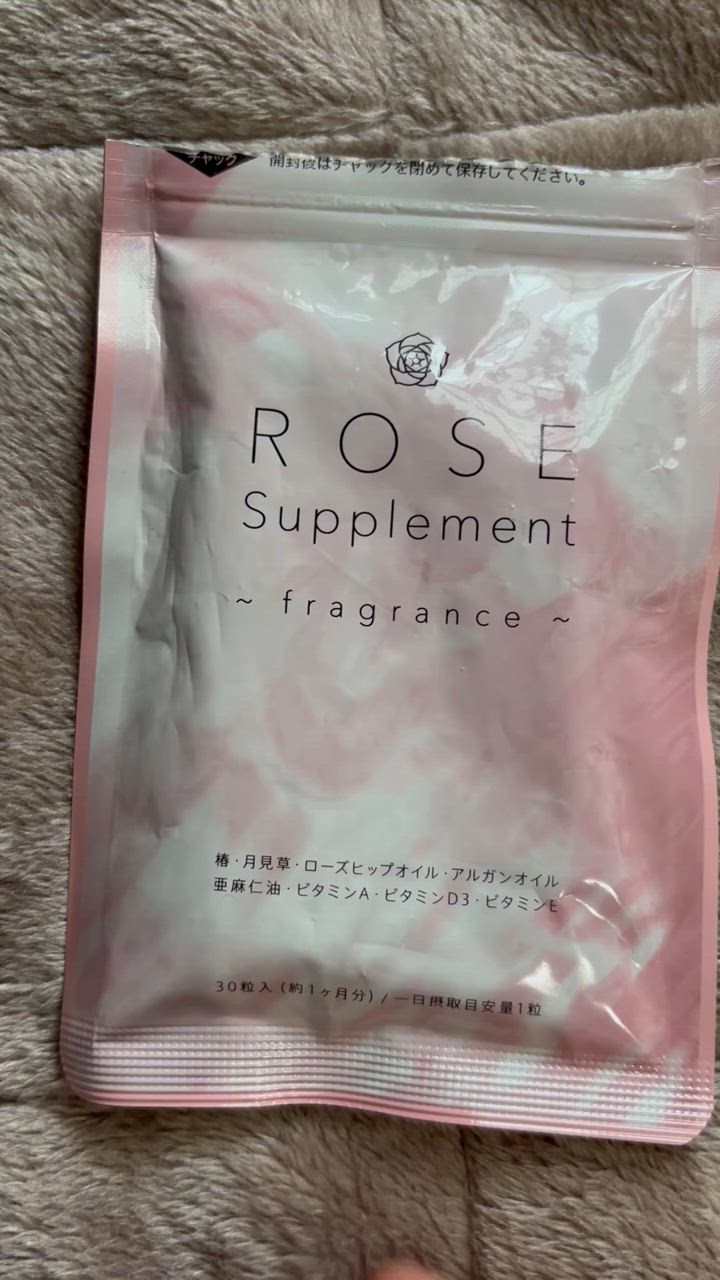 チャック
開封後はチャックを閉めて保存してください。
ROSE
Supplement
~ fragrance ~
椿・月見草・ローズヒップオイル・アルガンオイル
亜麻仁油・ビタミンA・ビタミンD3・ビタミンE
30粒入(約1ヶ月分)/一日摂取目安量1粒